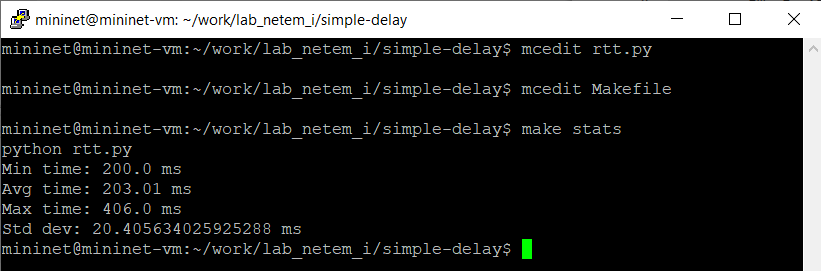 mininet@mininet-vm: ~/work/lab_netem_i/simple-delay
mininet@mininet-vm:~/work/lab_netem_i/simple-delay$ mcedit rtt.py
mininet@mininet-vm:~/work/lab_netem_i/simple-delay$ mcedit Makefile
mininet@mininet-vm:~/work/lab_netem_i/simple-delay$ make stats
python rtt.py
Min time: 200.0 ms
Avg time: 203.01 ms
Max time: 406.0 ms
Std dev: 20.405634025925288 ms
mininet@mininet-vm:~/work/lab_netem_i/simple-delay$